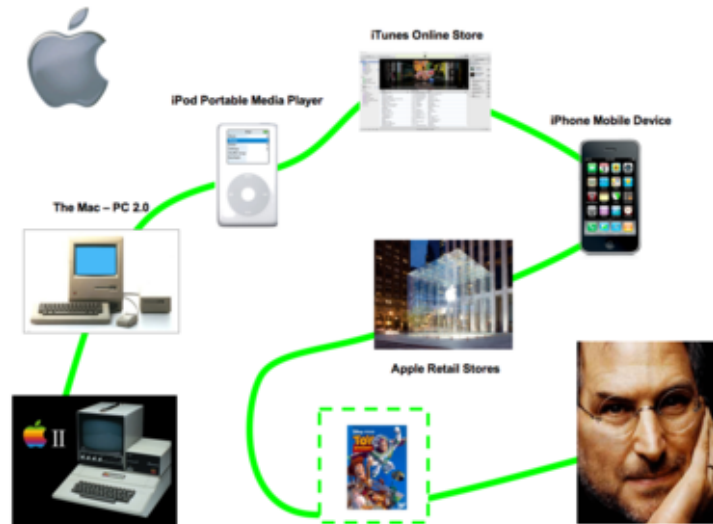 iTunes Online Store
iPod Portable Media Player
iPhone Mobile Device
The Mac – PC 2.0
Apple Retail Stores
II
TOY